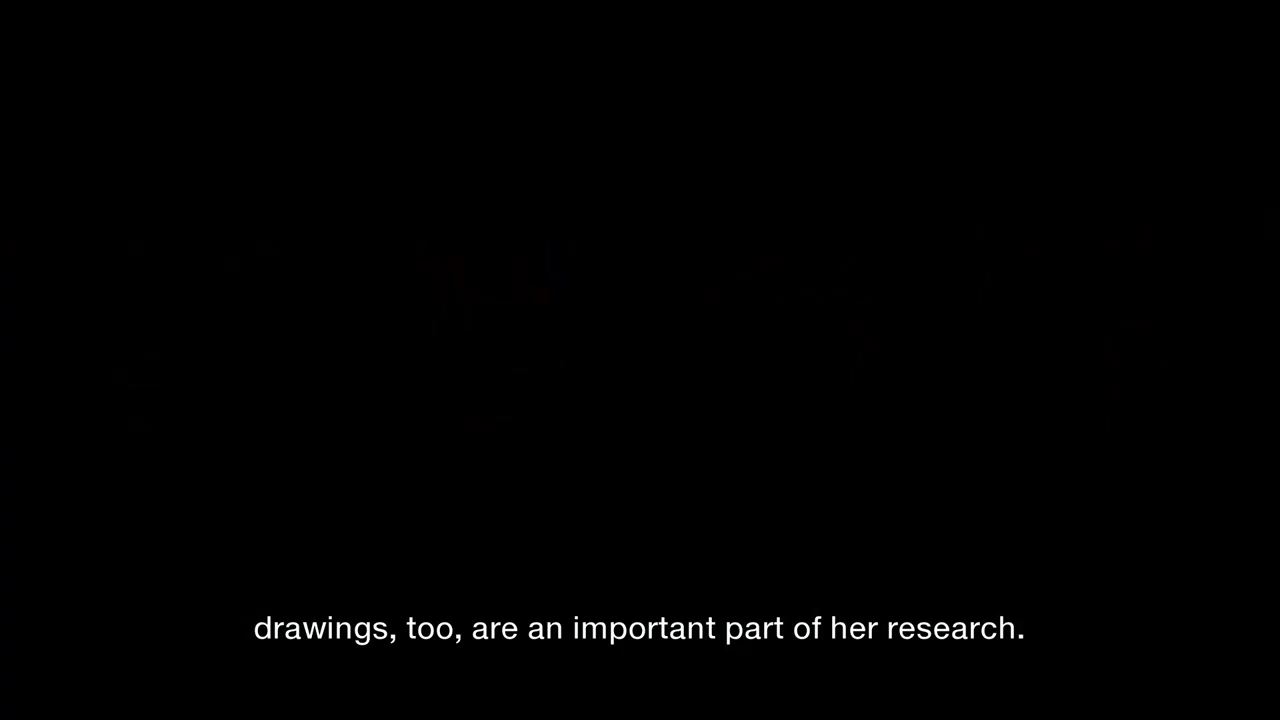 drawings, too, are an important part of her research.